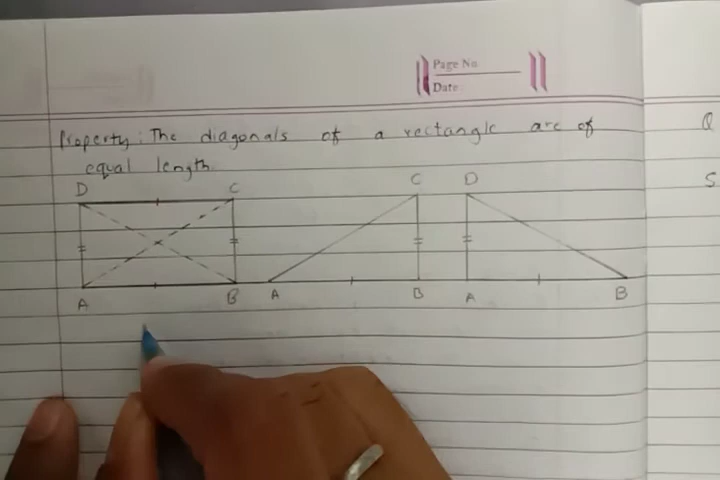 Page No
Date
Property: The diagonals of a rectangle are of
equal length.
D C C D
A B A B A B
Q
S